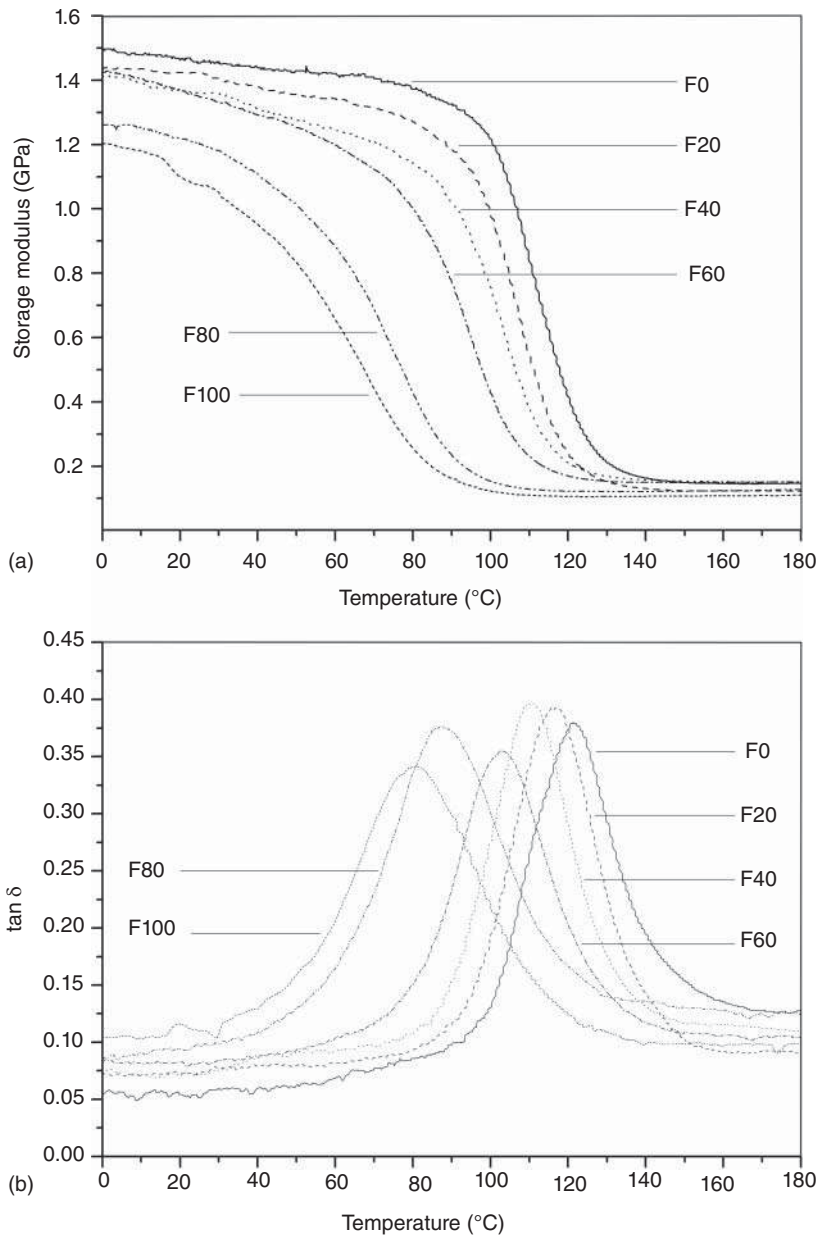 1.6
1.4
1.2
1.0
0.8
0.6
0.4
0.2
Storage modulus (GPa)
F0
F20
F40
F60
F80
F100
0 20 40 60 80 100 120 140 160 180
(a)
Temperature (°C)
0.45
0.40
0.35
0.30
0.25
0.20
0.15
0.10
0.05
0.00
tan δ
F0
F20
F40
F60
F80
F100
0 20 40 60 80 100 120 140 160 180
(b)
Temperature (°C)